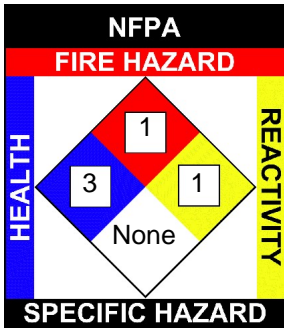 NFPA
FIRE HAZARD
HEALTH
1
3
1
None
REACTIVITY
SPECIFIC HAZARD